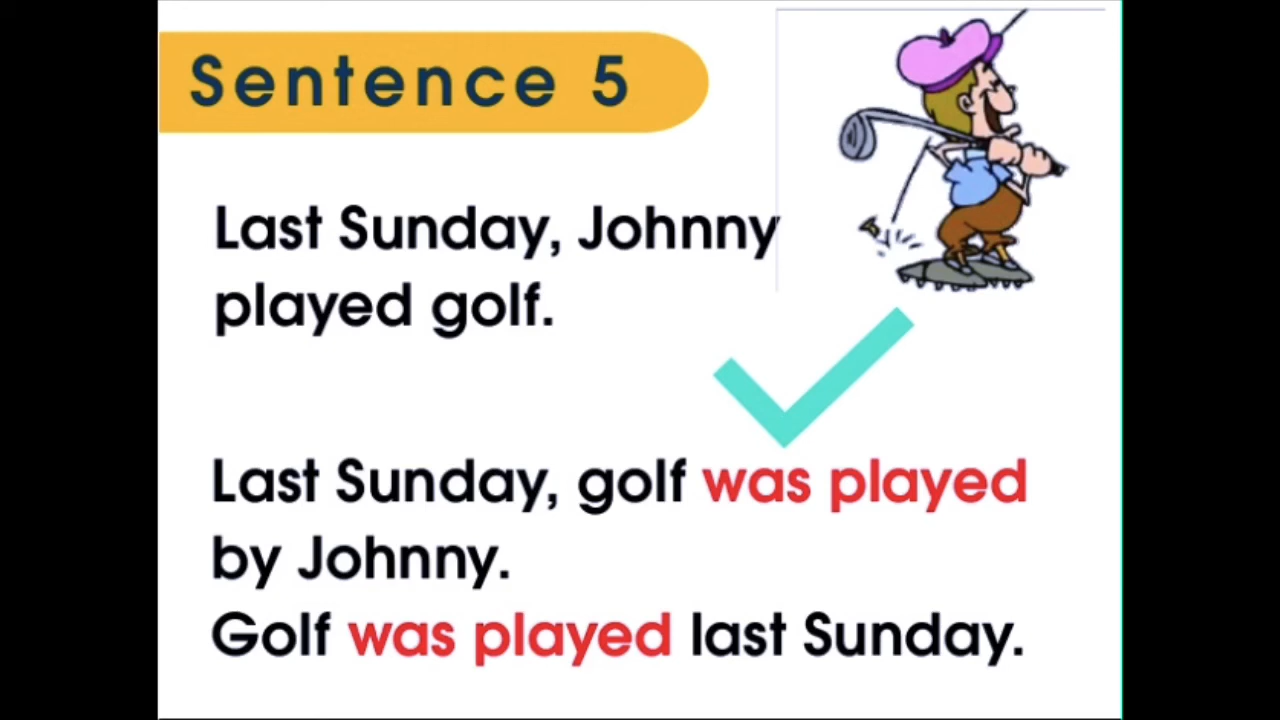 Sentence 5
Last Sunday, Johnny
played golf.
Last Sunday, golf was played
by Johnny.
Golf was played last Sunday.